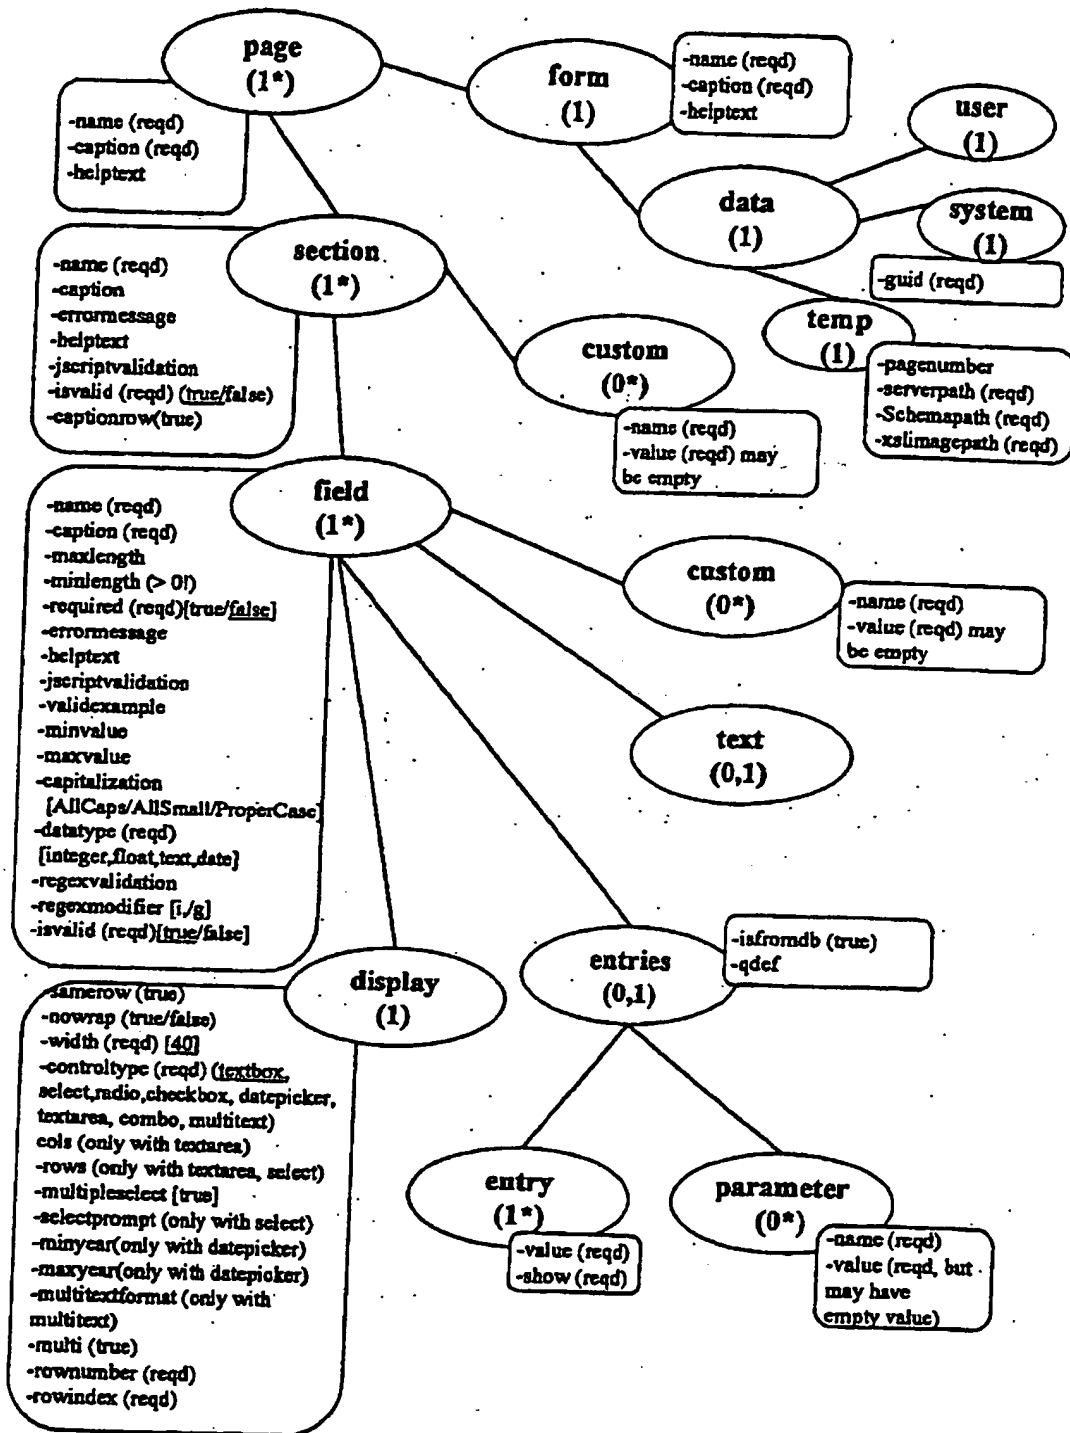 page
(1*)
-name (reqd)
-caption (reqd)
-helptext
form
(1)
-name (reqd)
-caption (reqd)
-helptext
user
(1)
data
(1)
system
(1)
-guid (reqd)
temp
(1)
-pagenumber
-serverpath (reqd)
-Schemapath (reqd)
-xslimagepath (reqd)
section
(1*)
-name (reqd)
-caption
-errormessage
-helptext
-jscriptvalidation
-isvalid (reqd) (true/false)
-captionrow(true)
custom
(0*)
-name (reqd)
-value (reqd) may
be empty
field
(1*)
-name (reqd)
-caption (reqd)
-maxlength
-minlength (> 0!)
-required (reqd)[true/false]
-errormessage
-helptext
-jscriptvalidation
-validexample
-minvalue
-maxvalue
-capitalization
[AllCaps/AllSmall/ProperCase]
-datatype (reqd)
[integer,float,text,date]
-regexvalidation
-regexmodifier [i,/g]
-isvalid (reqd)[true/false]
custom
(0*)
-name (reqd)
-value (reqd) may
be empty
text
(0,1)
entries
(0,1)
-isfromdb (true)
-qdef
display
(1)
-samerow (true)
-nowrap (true/false)
-width (reqd) [40]
-controltype (reqd) (textbox,
select,radio,checkbox, datepicker,
textarea, combo, multitext)
cols (only with textarea)
-rows (only with textarea, select)
-multipleselect [true]
-selectprompt (only with select)
-minyear(only with datepicker)
-maxyear(only with datepicker)
-multitextformat (only with
multitext)
-multi (true)
-rownumber (reqd)
-rowindex (reqd)
entry
(1*)
-value (reqd)
-show (reqd)
parameter
(0*)
-name (reqd)
-value (reqd, but
may have
empty value)